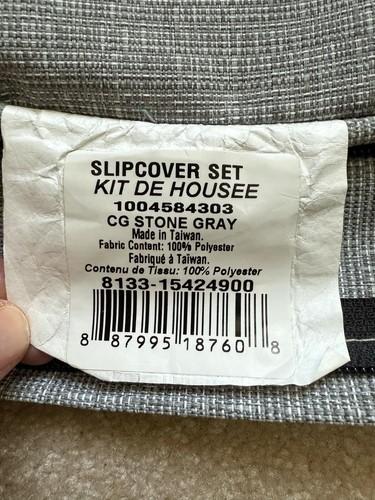 SLIPCOVER SET
KIT DE HOUSEE
1004584303
CG STONE GRAY
Made in Taiwan.
Fabric Content: 100% Polyester
Fabriqué à Taïwan.
Contenu de Tissu: 100% Polyester
8133-15424900
8 87995 18760 8